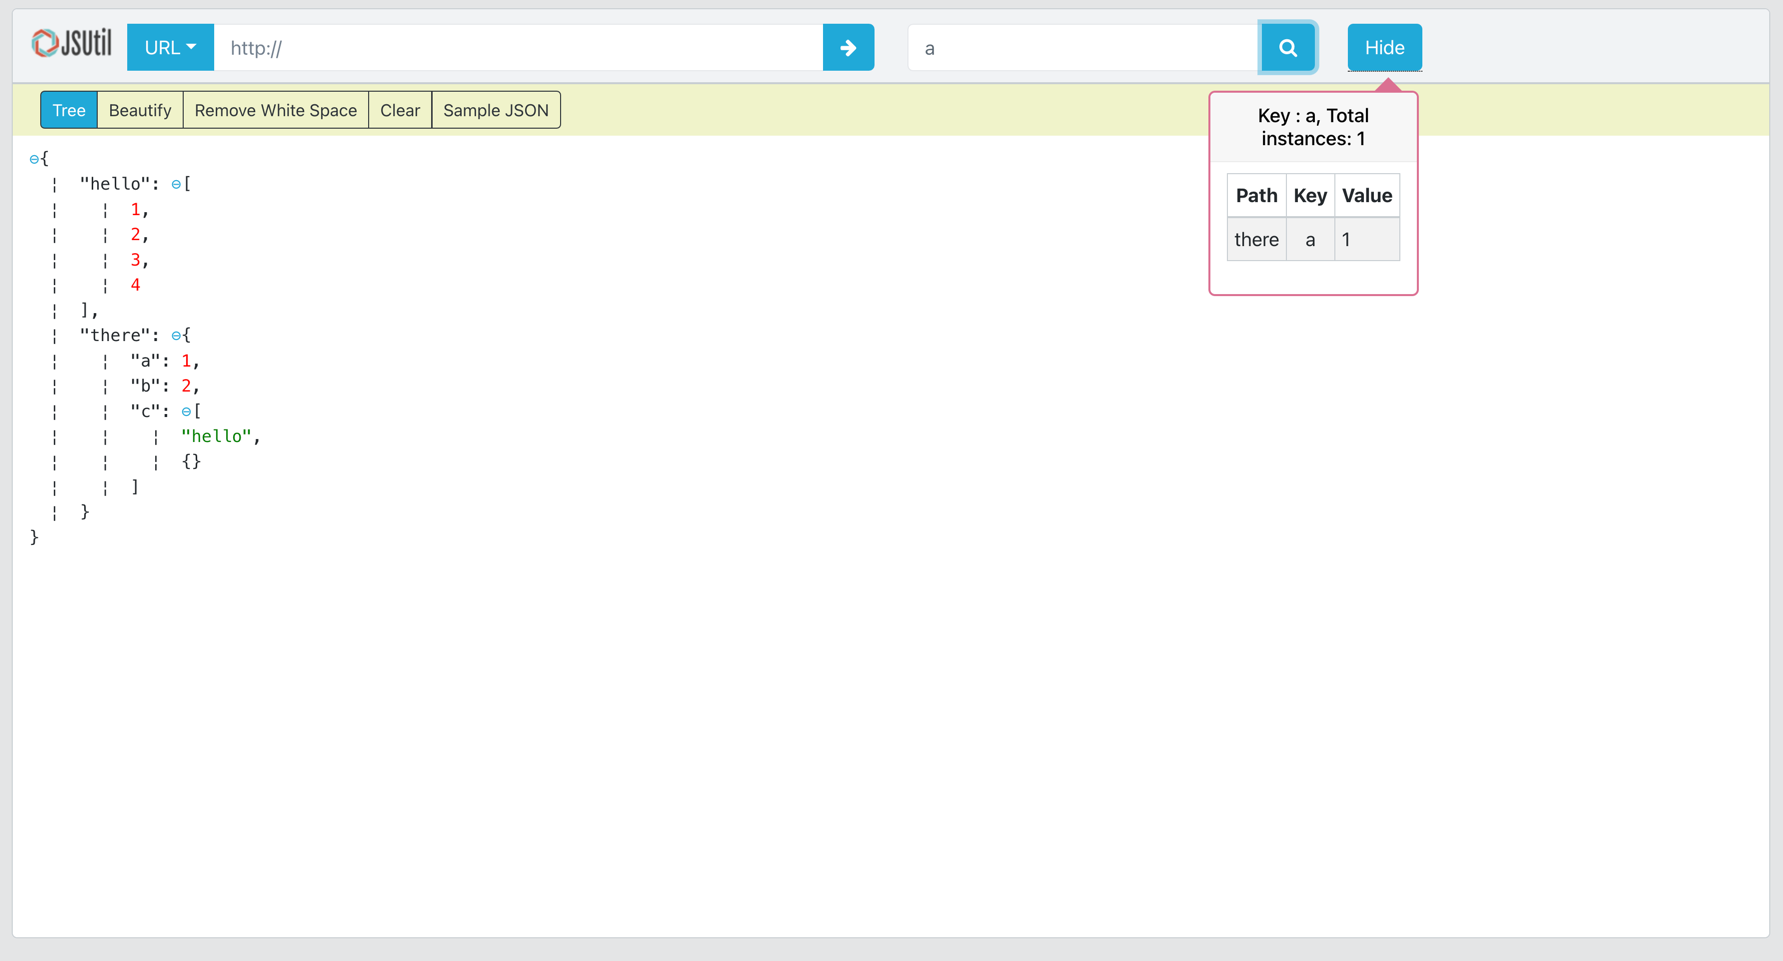 JSUtil URL http:// a Hide
Tree Beautify Remove White Space Clear Sample JSON
Key : a, Total
instances: 1
Path Key Value
there a 1
{
"hello": [
1,
2,
3,
4
],
"there": {
"a": 1,
"b": 2,
"c": [
"hello",
{}
]
}
}